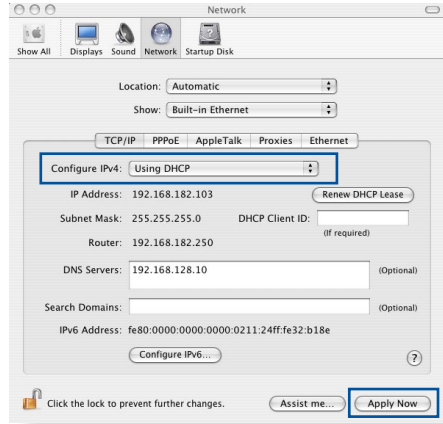 Network
Show All Displays Sound Network Startup Disk
Location: Automatic
Show: Built-in Ethernet
TCP/IP PPPoE AppleTalk Proxies Ethernet
Configure IPv4: Using DHCP
IP Address: 192.168.182.103 Renew DHCP Lease
Subnet Mask: 255.255.255.0 DHCP Client ID:
(If required)
Router: 192.168.182.250
DNS Servers: 192.168.128.10 (Optional)
Search Domains: (Optional)
IPv6 Address: fe80:0000:0000:0000:0211:24ff:fe32:b18e
Configure IPv6... ?
Click the lock to prevent further changes. Assist me... Apply Now